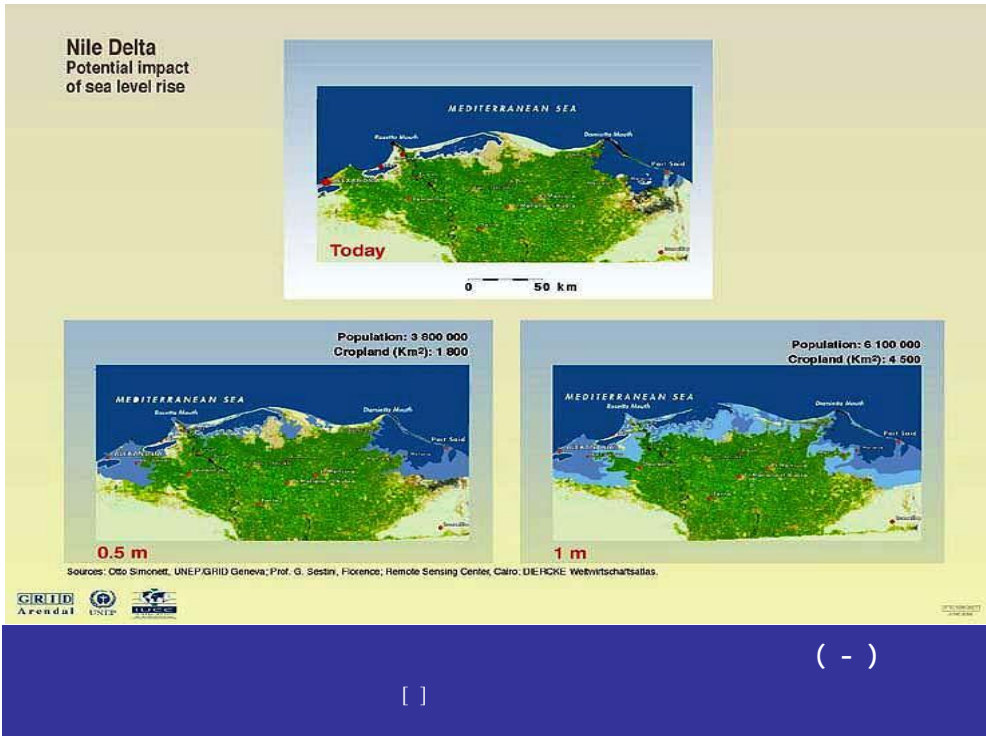 Nile Delta
Potential impact
of sea level rise
MEDITERRANEAN SEA
Rosetta Mouth
Damietta Mouth
Port Said
Today
0 50 km
Population: 3 800 000
Cropland (Km²): 1 800
MEDITERRANEAN SEA
Rosetta Mouth
Damietta Mouth
Port Said
0.5 m
Population: 6 100 000
Cropland (Km²): 4 500
MEDITERRANEAN SEA
Rosetta Mouth
Damietta Mouth
Port Said
1 m
Sources: Otto Simonett, UNEP/GRID Geneva; Prof. G. Sestini, Florence; Remote Sensing Center, Cairo; DIERCKE Weltwirtschaftsatlas.
GRID
Arendal
UNEP
( - )
[ ]